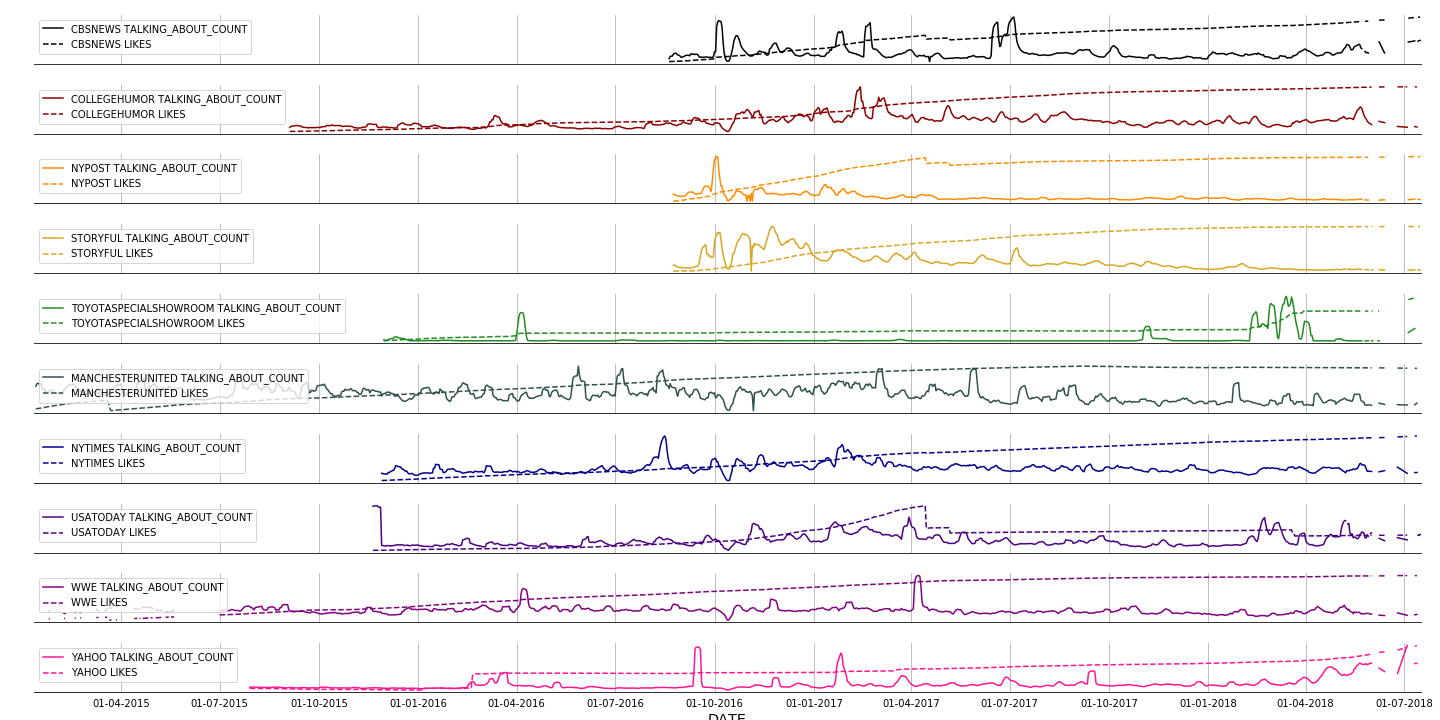 CBSNEWS TALKING_ABOUT_COUNT
CBSNEWS LIKES
COLLEGEHUMOR TALKING_ABOUT_COUNT
COLLEGEHUMOR LIKES
NYPOST TALKING_ABOUT_COUNT
NYPOST LIKES
STORYFUL TALKING_ABOUT_COUNT
STORYFUL LIKES
TOYOTASPECIALSHOWROOM TALKING_ABOUT_COUNT
TOYOTASPECIALSHOWROOM LIKES
MANCHESTERUNITED TALKING_ABOUT_COUNT
MANCHESTERUNITED LIKES
NYTIMES TALKING_ABOUT_COUNT
NYTIMES LIKES
USATODAY TALKING_ABOUT_COUNT
USATODAY LIKES
WWE TALKING_ABOUT_COUNT
WWE LIKES
YAHOO TALKING_ABOUT_COUNT
YAHOO LIKES
01-04-2015 01-07-2015 01-10-2015 01-01-2016 01-04-2016 01-07-2016 01-10-2016 01-01-2017 01-04-2017 01-07-2017 01-10-2017 01-01-2018 01-04-2018 01-07-2018
DATE